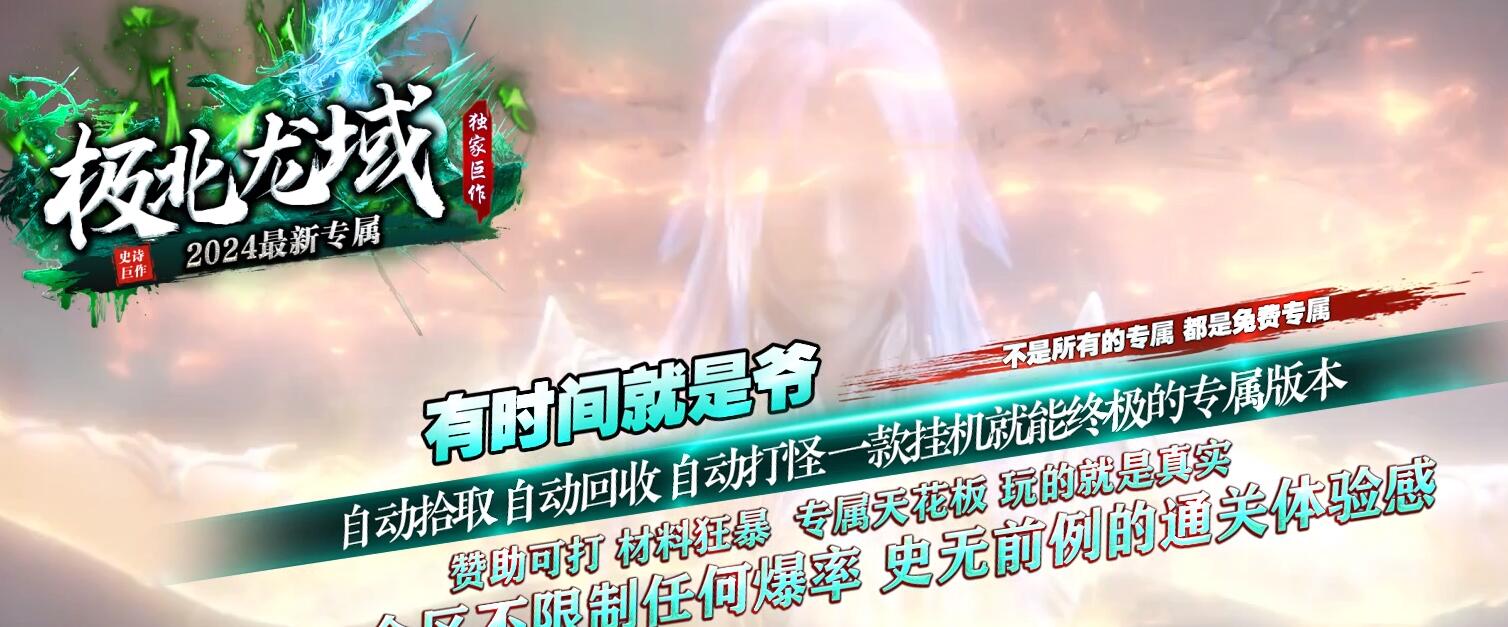 极北龙域
独家巨作
史诗
巨作
2024最新专属
不是所有的专属 都是免费专属
有时间就是爷
自动拾取 自动回收 自动打怪一款挂机就能终极的专属版本
赞助可打 材料狂暴 专属天花板 玩的就是真实
全区不限制任何爆率 史无前例的通关体验感